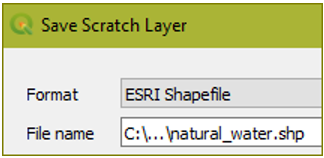 Save Scratch Layer
Format ESRI Shapefile
File name C:\...\natural_water.shp